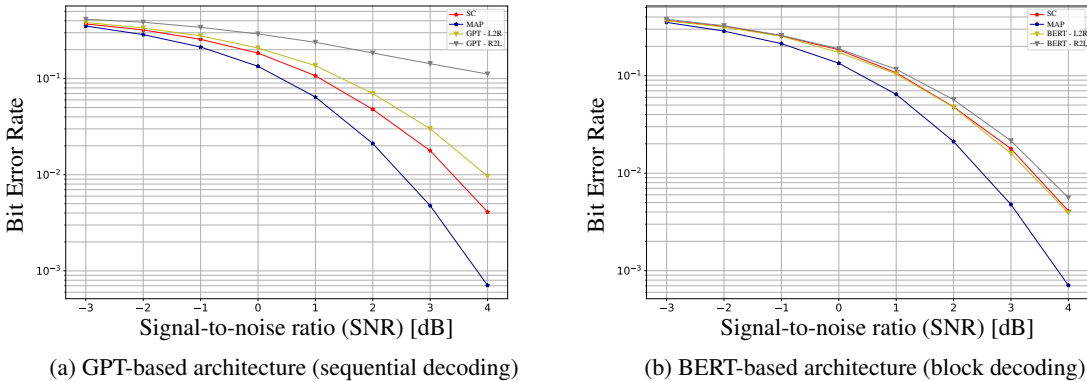 SC
MAP
GPT - L2R
GPT - R2L
10⁻¹
10⁻²
10⁻³
Bit Error Rate
−3 −2 −1 0 1 2 3 4
Signal-to-noise ratio (SNR) [dB]
(a) GPT-based architecture (sequential decoding)
SC
MAP
BERT - L2R
BERT - R2L
10⁻¹
10⁻²
10⁻³
Bit Error Rate
−3 −2 −1 0 1 2 3 4
Signal-to-noise ratio (SNR) [dB]
(b) BERT-based architecture (block decoding)